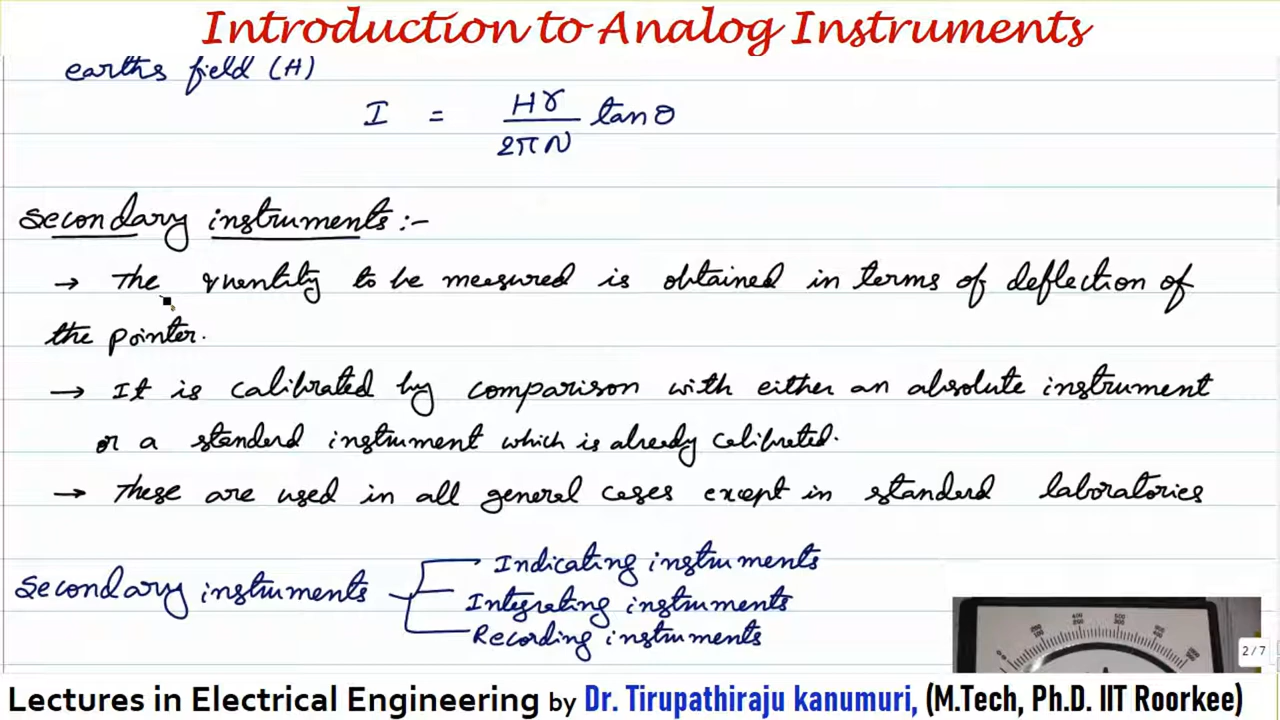 Introduction to Analog Instruments
earths field (H)
I = Hr / 2πN tan θ
Secondary instruments :-
→ The quantity to be measured is obtained in terms of deflection of
the pointer.
→ It is calibrated by comparison with either an absolute instrument
or a standard instrument which is already calibrated.
→ These are used in all general cases except in standard laboratories
Secondary instruments
Indicating instruments
Integrating instruments
Recording instruments
2 / 7
Lectures in Electrical Engineering by Dr. Tirupathiraju kanumuri, (M.Tech, Ph.D. IIT Roorkee)